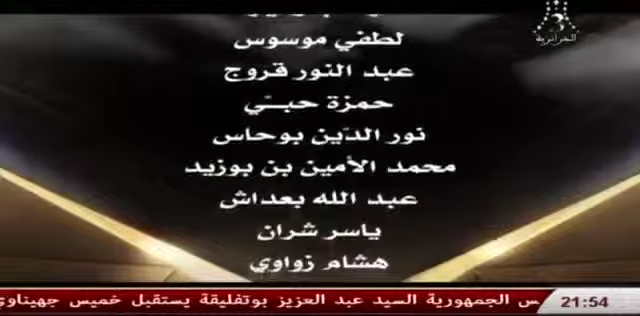 الجزائرية
لطفي موسوس
عبد النور قروج
حمزة حبّي
نور الدّين بوحاس
محمد الأمين بن بوزيد
عبد الله بعداش
ياسر شران
هشام زواوي
يس الجمهورية السيد عبد العزيز بوتفليقة يستقبل خميس جهيناوي
21:54